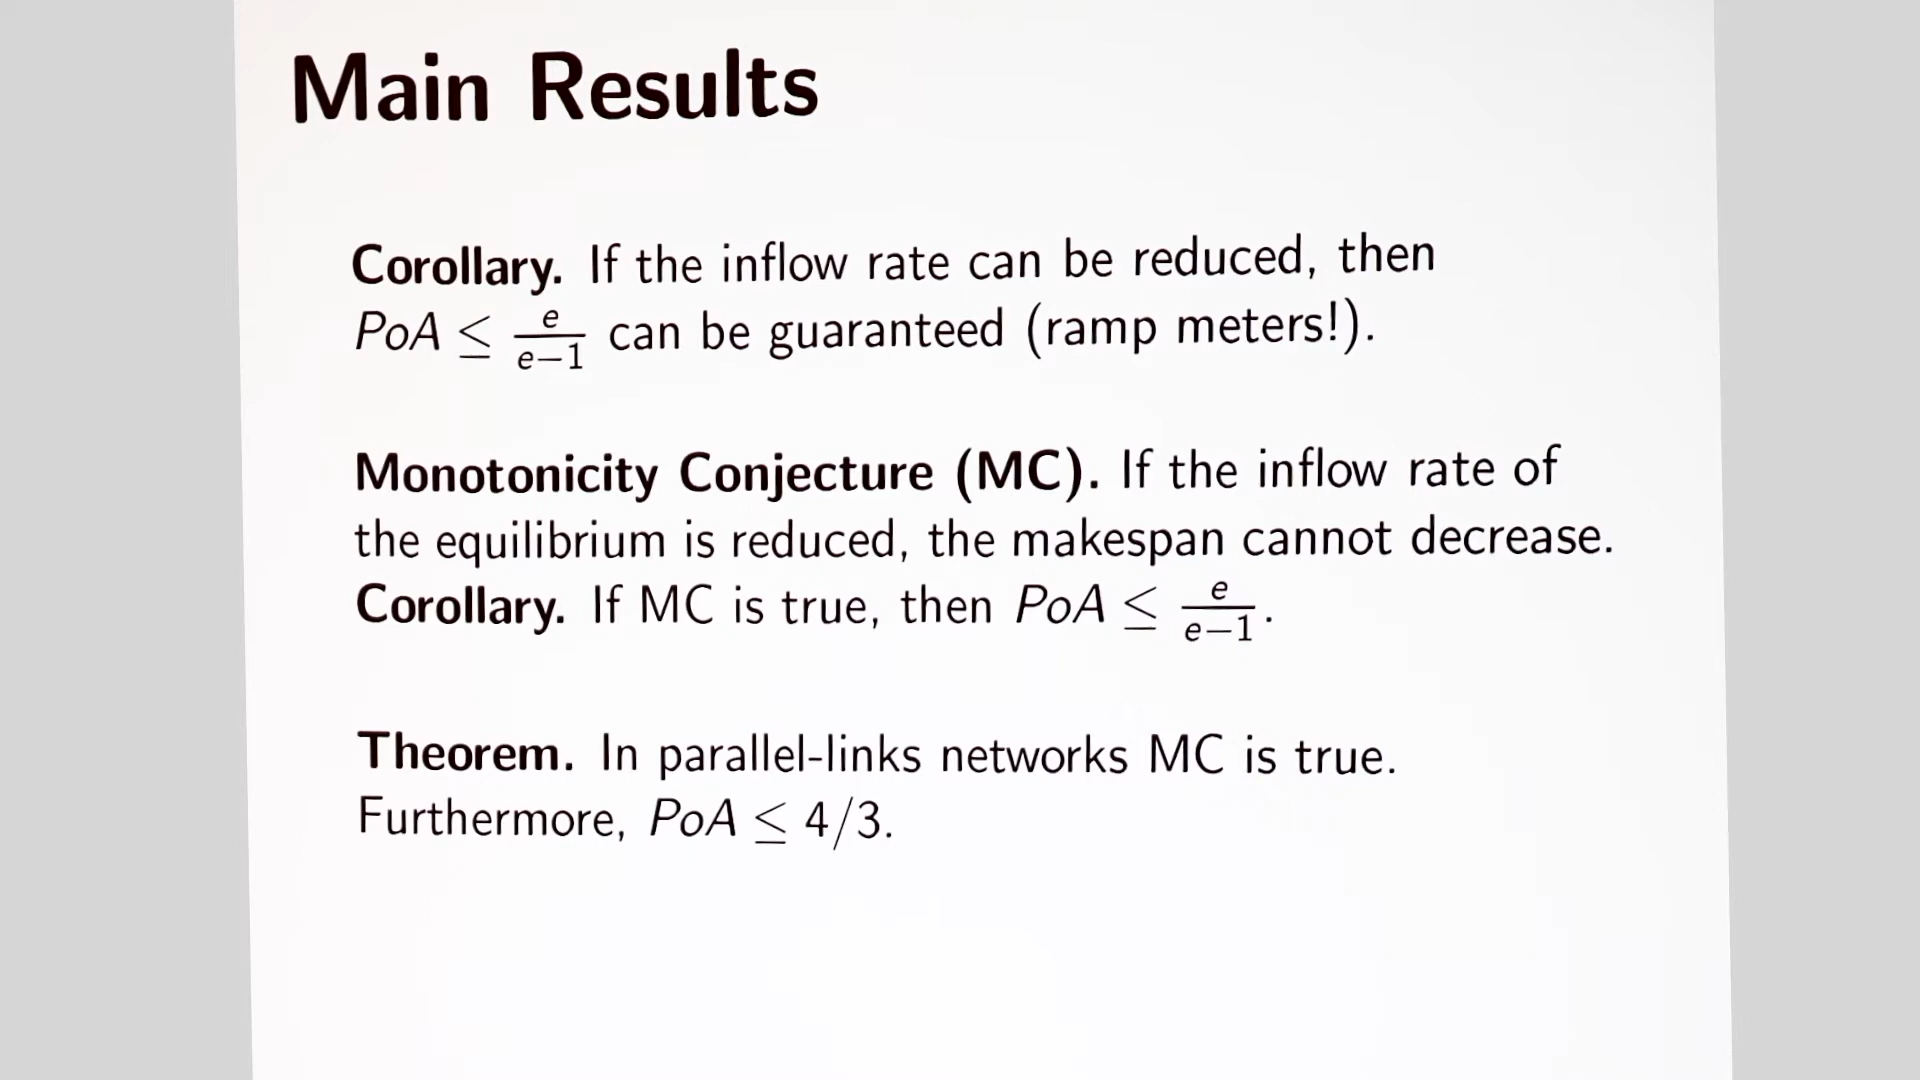 Main Results
Corollary. If the inflow rate can be reduced, then
PoA ≤ e/(e−1) can be guaranteed (ramp meters!).
Monotonicity Conjecture (MC). If the inflow rate of
the equilibrium is reduced, the makespan cannot decrease.
Corollary. If MC is true, then PoA ≤ e/(e−1).
Theorem. In parallel-links networks MC is true.
Furthermore, PoA ≤ 4/3.